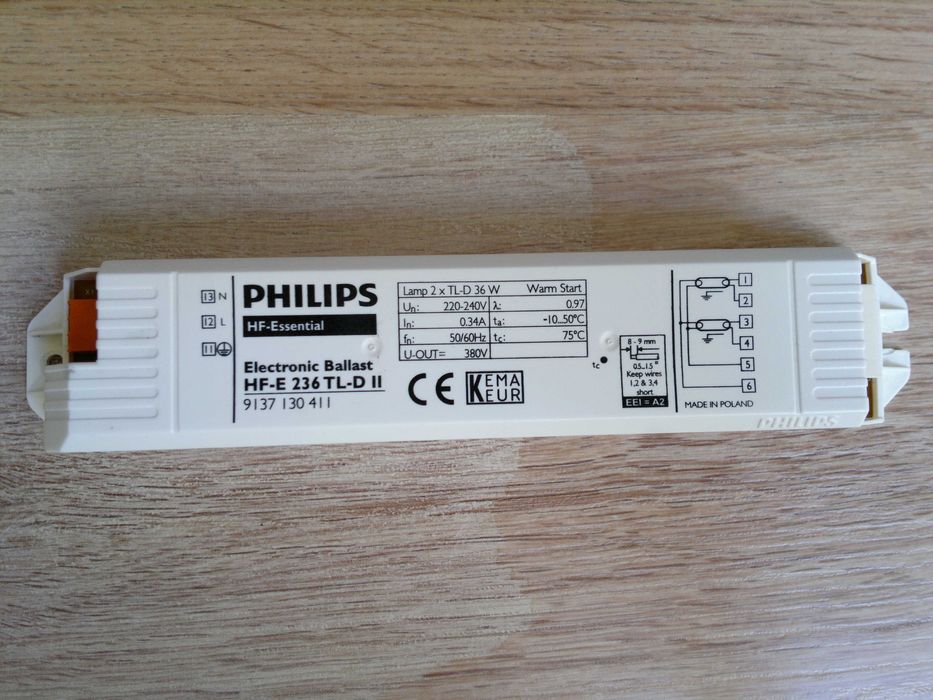 13 N
12 L
11
PHILIPS
HF-Essential
Electronic Ballast
HF-E 236 TL-D II
9137 130 411
Lamp 2 x TL-D 36 W Warm Start
Un: 220-240V λ: 0.97
In: 0.34A ta: -10..50°C
fn: 50/60Hz tc: 75°C
U-OUT= 380V
CE
KEMA
KEUR
tc
8 - 9 mm
0.5..1.5 □
Keep wires
1,2 & 3,4
short
EEI = A2
1
2
3
4
5
6
MADE IN POLAND
PHILIPS